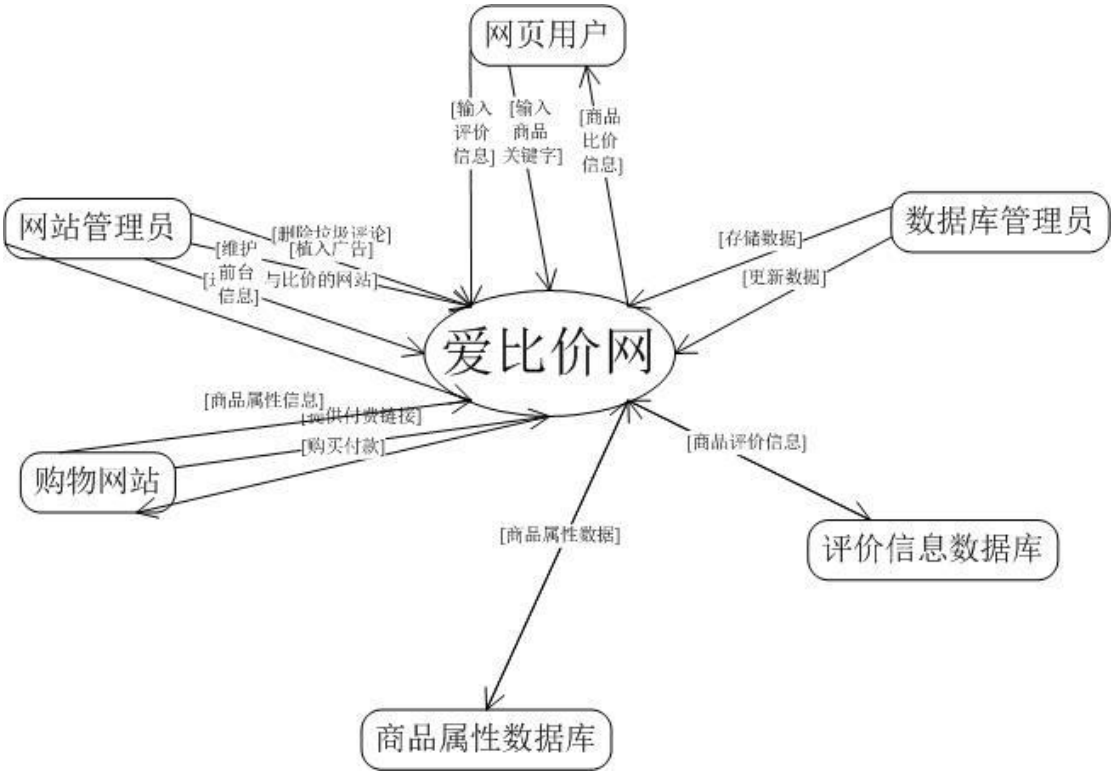 网页用户
[输入
评价
信息]
[输入
商品
关键字]
[商品
比价
信息]
网站管理员
数据库管理员
[删除垃圾评论]
[维护
前台
信息]
[植入广告]
与比价的网站]
[存储数据]
[更新数据]
爱比价网
[商品属性信息]
[提供付费链接]
[购买付款]
购物网站
[商品评价信息]
[商品属性数据]
评价信息数据库
商品属性数据库